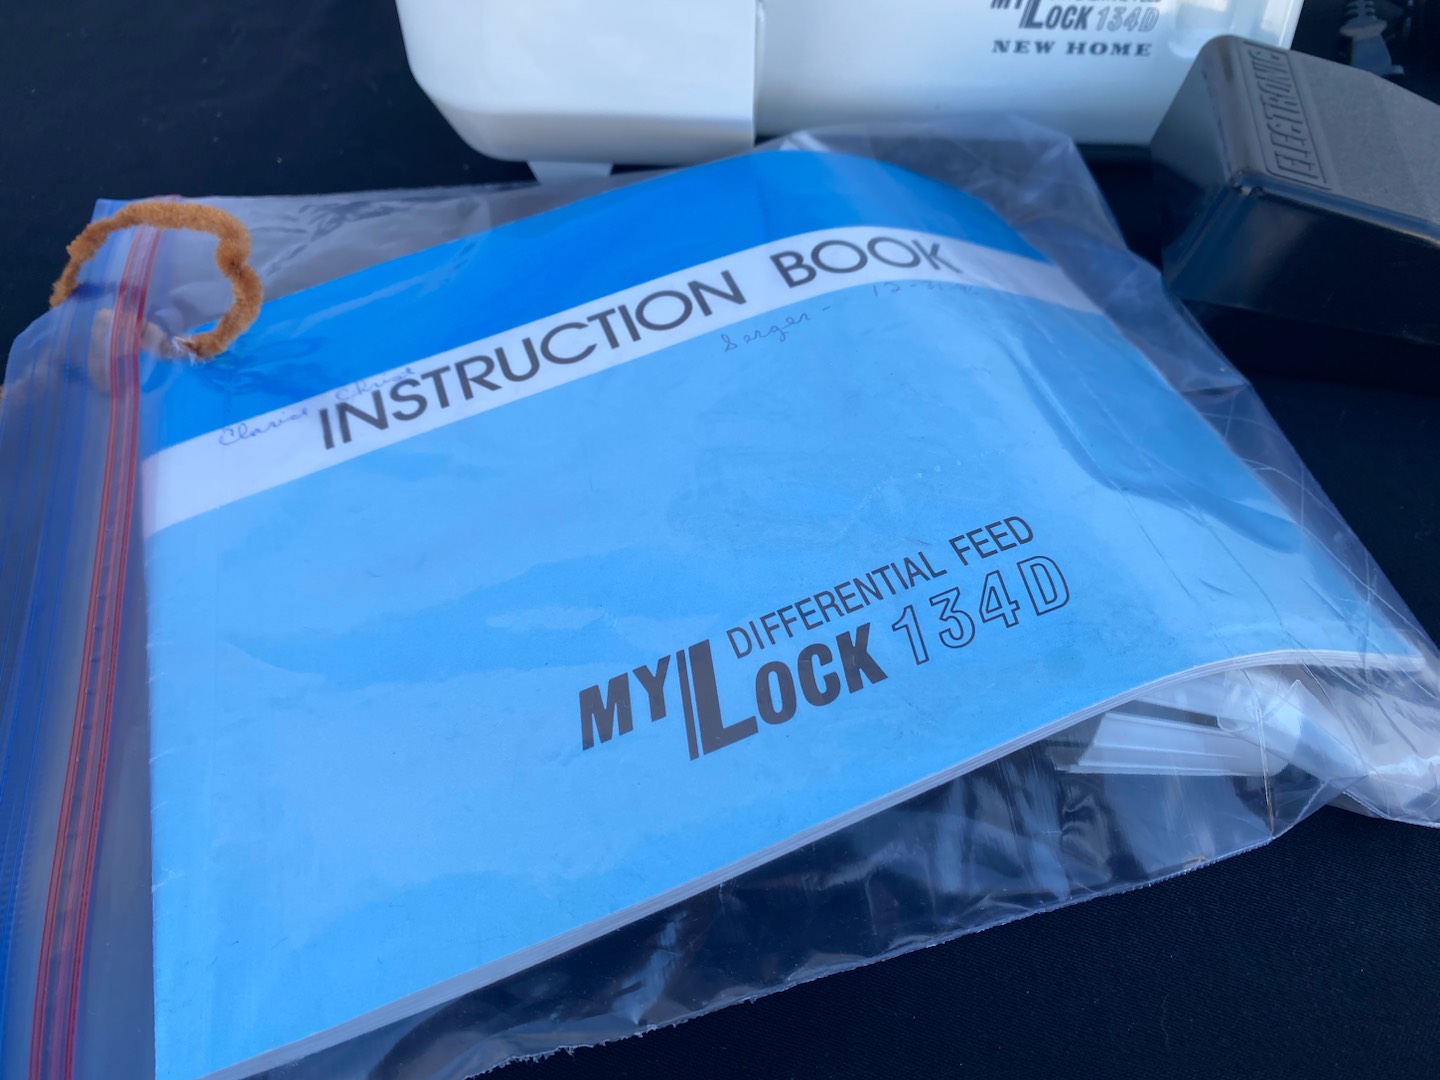 MY LOCK 134D
NEW HOME
ELECTRONIC
INSTRUCTION BOOK
Serger -
DIFFERENTIAL FEED
MY LOCK 134D